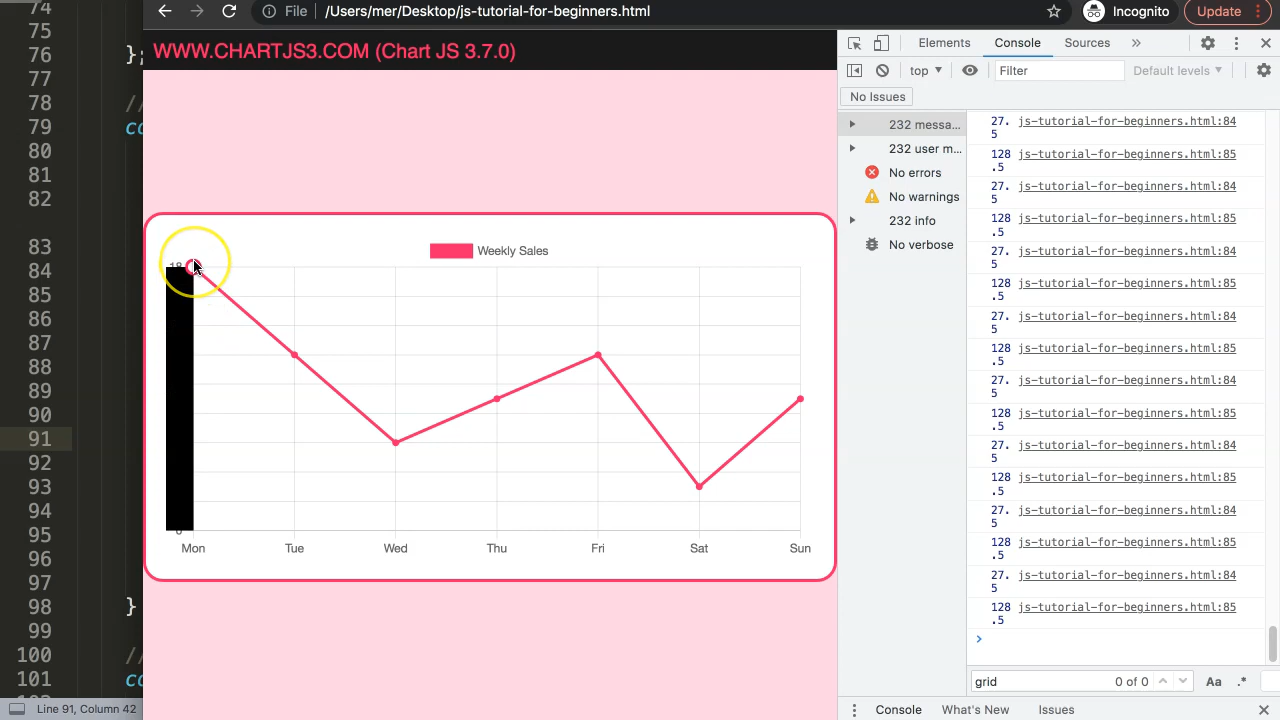 File
/Users/mer/Desktop/js-tutorial-for-beginners.html
Incognito
Update
WWW.CHARTJS3.COM (Chart JS 3.7.0)
74
75
76 };
77
78 //
79 co
80
81
82
83
84
85
86
87
88
89
90
91
92
93
94
95
96
97
98 }
99
100 //
101 co
Line 91, Column 42
Weekly Sales
18
0
Mon Tue Wed Thu Fri Sat Sun
Elements Console Sources »
top Filter Default levels
No Issues
232 messa...
232 user m...
No errors
No warnings
232 info
No verbose
27. js-tutorial-for-beginners.html:84
5
128 js-tutorial-for-beginners.html:85
.5
27. js-tutorial-for-beginners.html:84
5
128 js-tutorial-for-beginners.html:85
.5
27. js-tutorial-for-beginners.html:84
5
128 js-tutorial-for-beginners.html:85
.5
27. js-tutorial-for-beginners.html:84
5
128 js-tutorial-for-beginners.html:85
.5
27. js-tutorial-for-beginners.html:84
5
128 js-tutorial-for-beginners.html:85
.5
27. js-tutorial-for-beginners.html:84
5
128 js-tutorial-for-beginners.html:85
.5
27. js-tutorial-for-beginners.html:84
5
128 js-tutorial-for-beginners.html:85
.5
27. js-tutorial-for-beginners.html:84
5
128 js-tutorial-for-beginners.html:85
.5
>
grid 0 of 0 Aa .*
Console What's New Issues